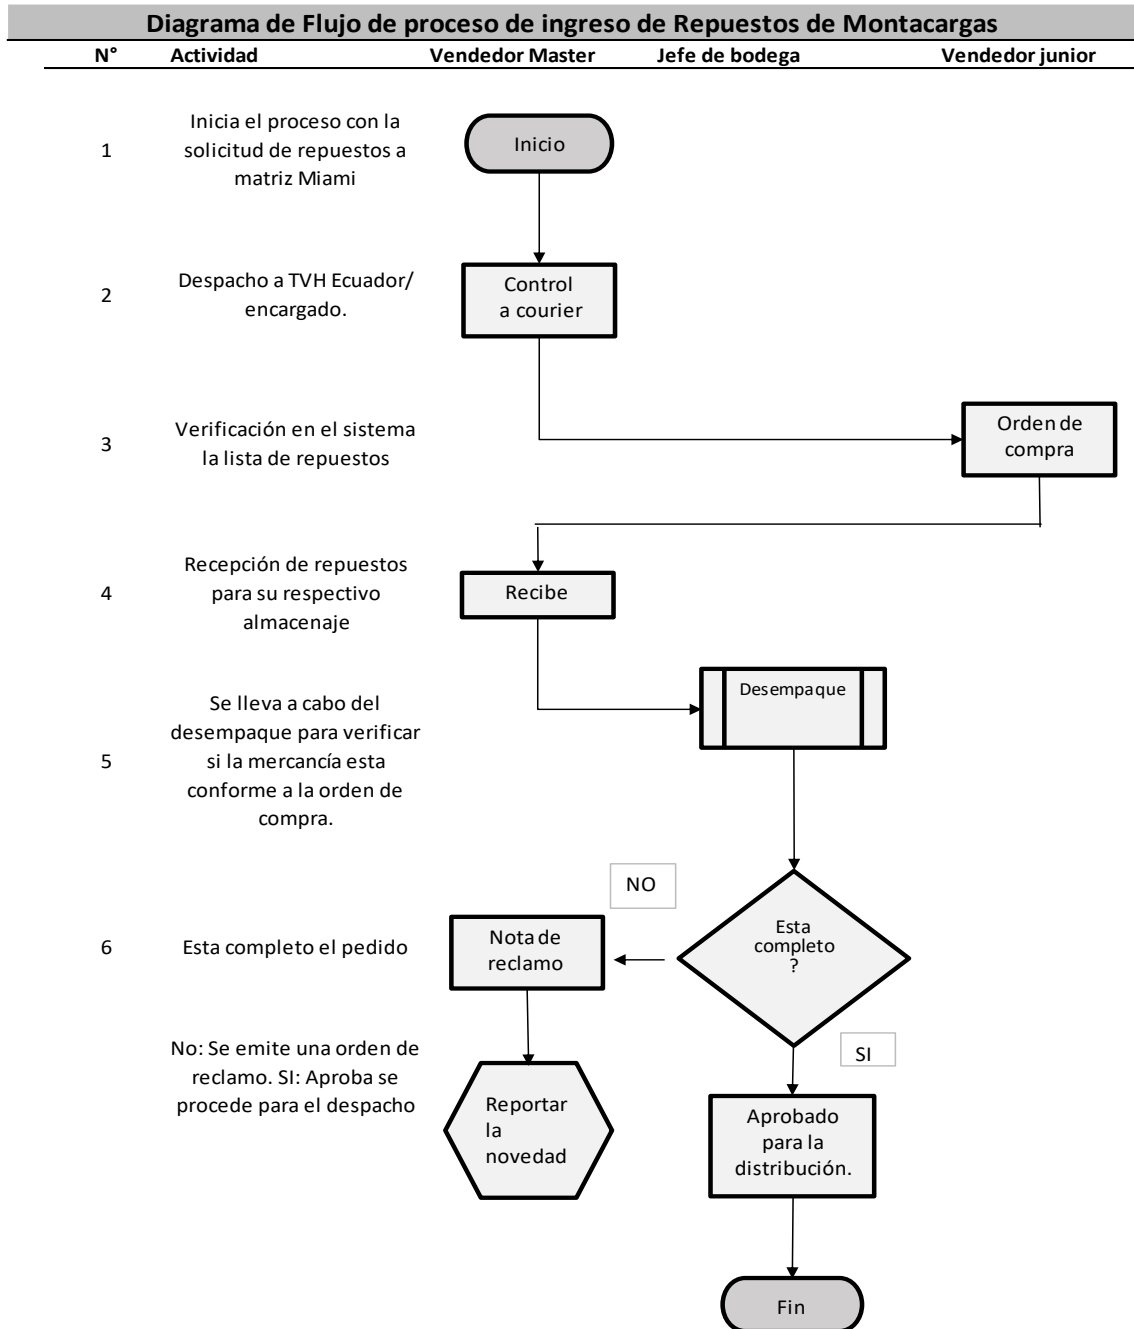 Diagrama de Flujo de proceso de ingreso de Repuestos de Montacargas
N° Actividad Vendedor Master Jefe de bodega Vendedor junior
1
Inicia el proceso con la
solicitud de repuestos a
matriz Miami
Inicio
2
Despacho a TVH Ecuador/
encargado.
Control
a courier
3
Verificación en el sistema
la lista de repuestos
Orden de
compra
4
Recepción de repuestos
para su respectivo
almacenaje
Recibe
5
Se lleva a cabo del
desempaque para verificar
si la mercancía esta
conforme a la orden de
compra.
Desempaque
6
Esta completo el pedido
NO
Nota de
reclamo
Esta
completo
?
SI
No: Se emite una orden de
reclamo. SI: Aproba se
procede para el despacho
Reportar
la
novedad
Aprobado
para la
distribución.
Fin